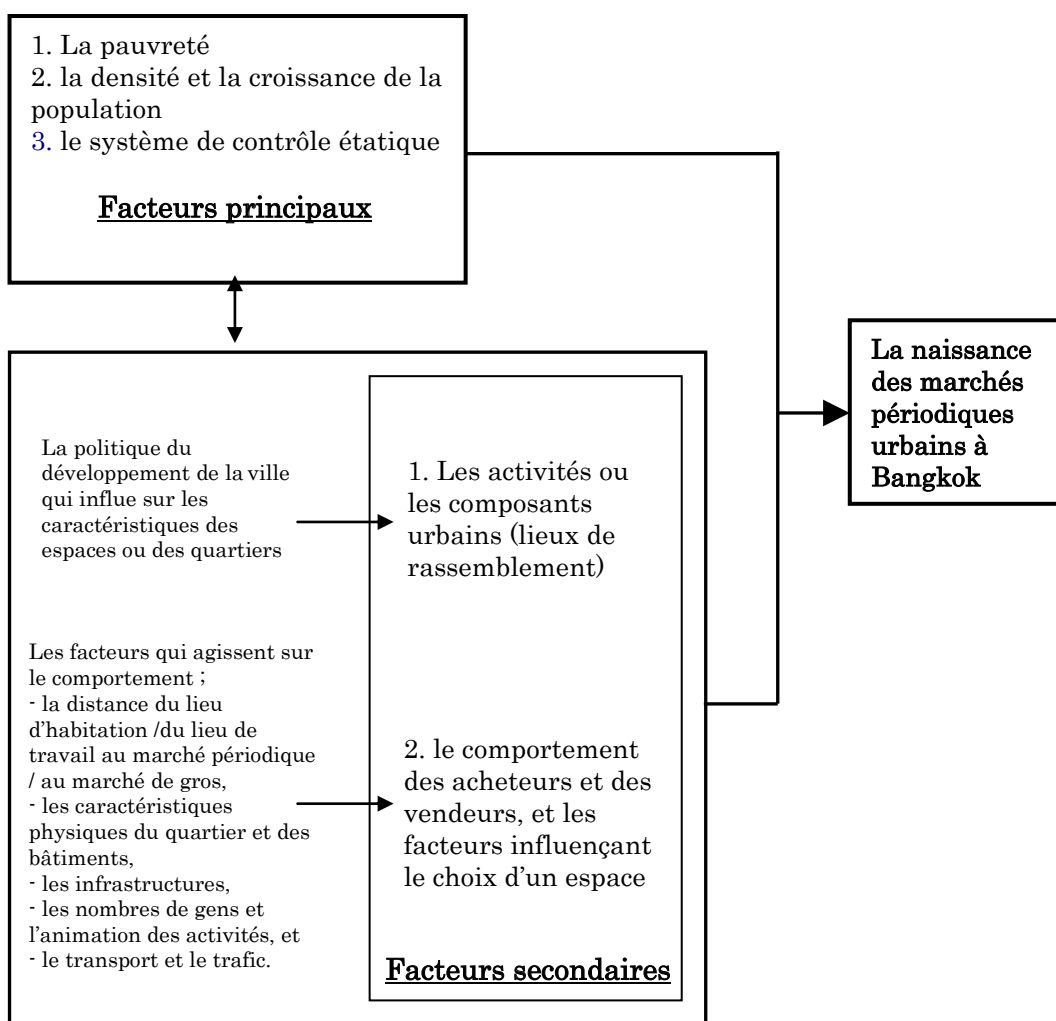 1. La pauvreté
2. la densité et la croissance de la
population
3. le système de contrôle étatique
Facteurs principaux
La politique du
développement de la ville
qui influe sur les
caractéristiques des
espaces ou des quartiers
1. Les activités ou
les composants
urbains (lieux de
rassemblement)
Les facteurs qui agissent sur
le comportement ;
- la distance du lieu
d’habitation /du lieu de
travail au marché périodique
/ au marché de gros,
- les caractéristiques
physiques du quartier et des
bâtiments,
- les infrastructures,
- les nombres de gens et
l’animation des activités, et
- le transport et le trafic.
2. le comportement
des acheteurs et des
vendeurs, et les
facteurs influençant
le choix d’un espace
Facteurs secondaires
La naissance
des marchés
périodiques
urbains à
Bangkok